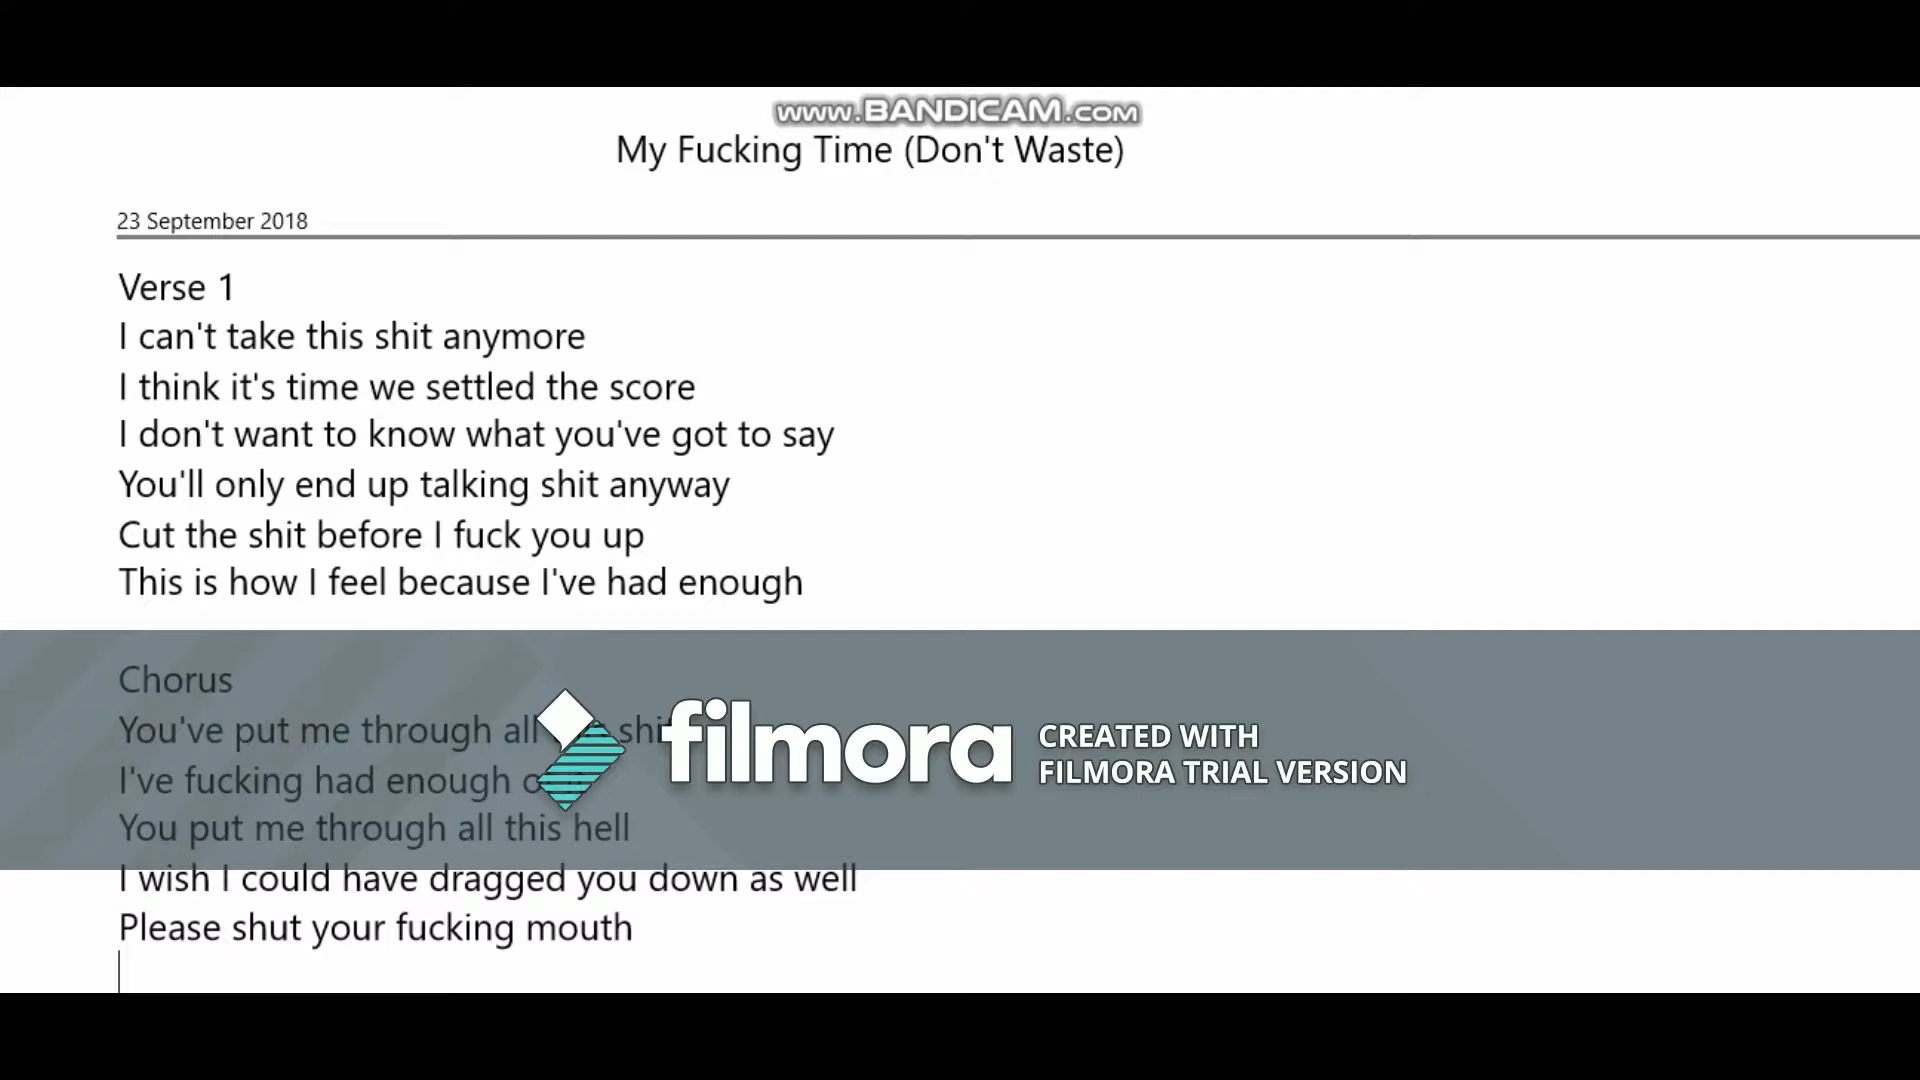 www.BANDICAM.com
My Fucking Time (Don't Waste)
23 September 2018
Verse 1
I can't take this shit anymore
I think it's time we settled the score
I don't want to know what you've got to say
You'll only end up talking shit anyway
Cut the shit before I fuck you up
This is how I feel because I've had enough
Chorus
You've put me through all
I've fucking had enough
filmora
CREATED WITH
FILMORA TRIAL VERSION
You put me through all this hell
I wish I could have dragged you down as well
Please shut your fucking mouth